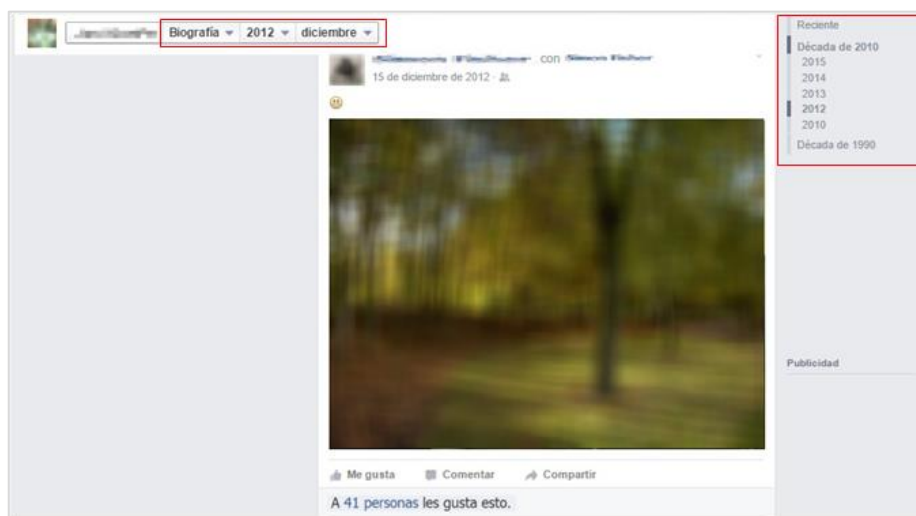 Biografía 2012 diciembre
con
15 de diciembre de 2012
Me gusta Comentar Compartir
A 41 personas les gusta esto.
Reciente
Década de 2010
2015
2014
2013
2012
2010
Década de 1990
Publicidad